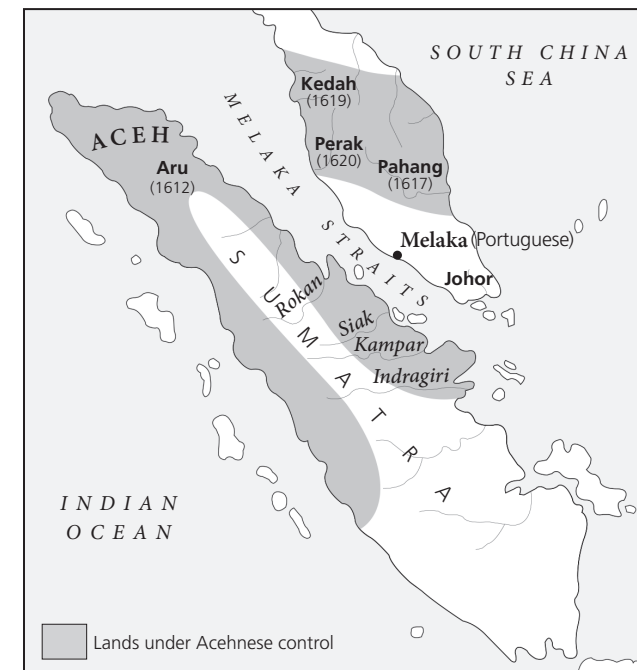 SOUTH CHINA
SEA
Kedah
(1619)
MELAKA STRAITS
ACEH
Perak
(1620)
Aru
(1612)
Pahang
(1617)
Melaka (Portuguese)
Johor
SUMATRA
Rokan
Siak
Kampar
Indragiri
INDIAN
OCEAN
Lands under Acehnese control